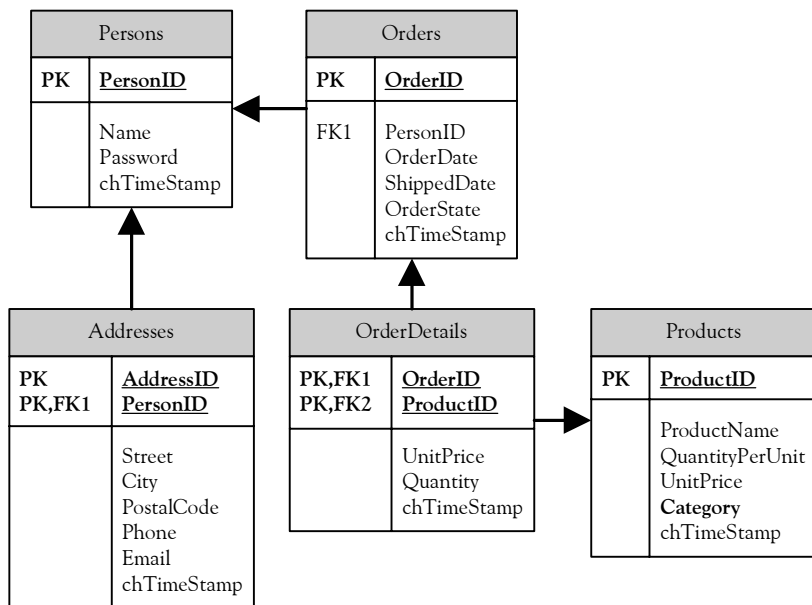 Persons
PK PersonID
Name
Password
chTimeStamp
Orders
PK OrderID
FK1 PersonID
OrderDate
ShippedDate
OrderState
chTimeStamp
Addresses
PK AddressID
PK,FK1 PersonID
Street
City
PostalCode
Phone
Email
chTimeStamp
OrderDetails
PK,FK1 OrderID
PK,FK2 ProductID
UnitPrice
Quantity
chTimeStamp
Products
PK ProductID
ProductName
QuantityPerUnit
UnitPrice
Category
chTimeStamp